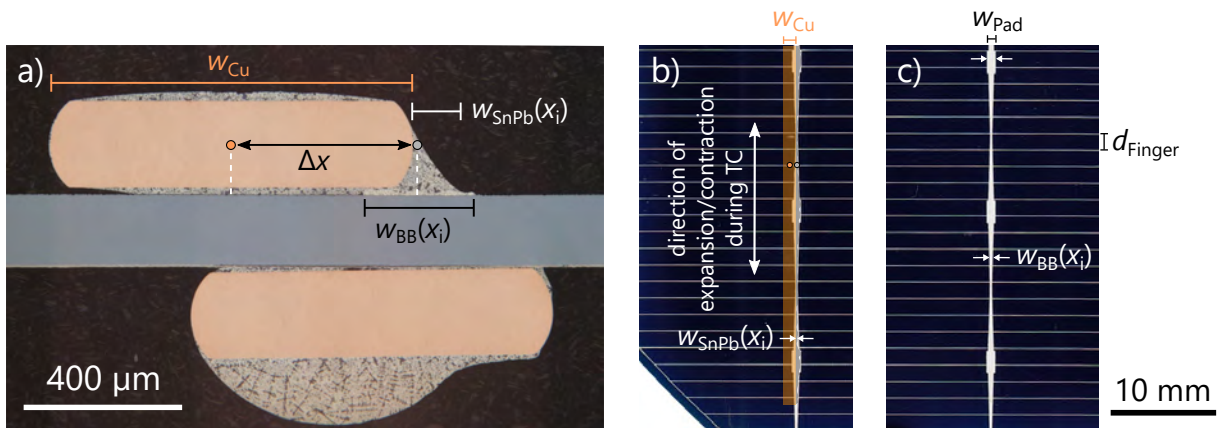 a)
w_Cu
w_SnPb(x_i)
Δx
w_BB(x_i)
400 µm
b)
w_Cu
direction of
expansion/contraction
during TC
w_SnPb(x_i)
c)
w_Pad
d_Finger
w_BB(x_i)
10 mm